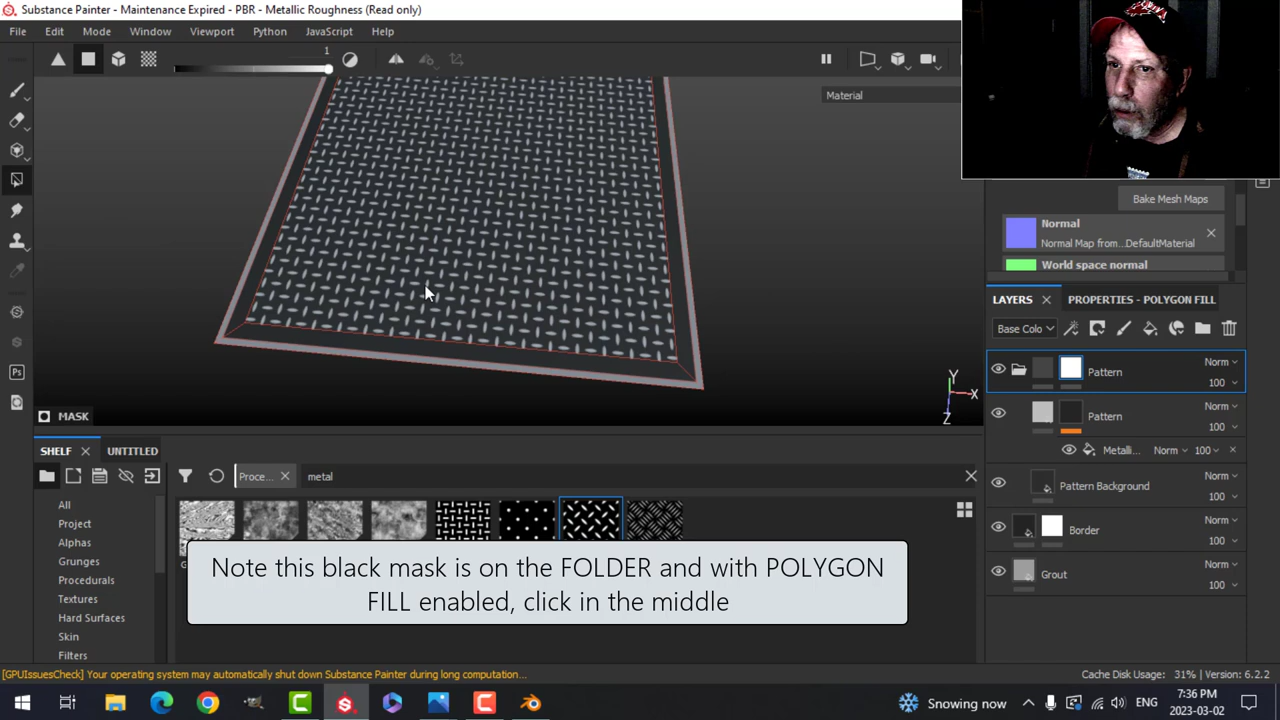 Substance Painter - Maintenance Expired - PBR - Metallic Roughness (Read only)
File Edit Mode Window Viewport Python JavaScript Help
1
Material
Bake Mesh Maps
Normal
Normal Map from...DefaultMaterial
World space normal
LAYERS PROPERTIES - POLYGON FILL
Base Colo
Pattern Norm 100
Pattern Norm 100
Metalli... Norm 100
Pattern Background Norm 100
Border Norm 100
Grout Norm 100
Y
X
Z
MASK
SHELF UNTITLED
Proce... metal
All
Project
Alphas
Grunges
Procedurals
Textures
Hard Surfaces
Skin
Filters
Note this black mask is on the FOLDER and with POLYGON
FILL enabled, click in the middle
[GPUIssuesCheck] Your operating system may automatically shut down Substance Painter during long computation...
Cache Disk Usage: 31% | Version: 6.2.2
Ps
Snowing now
ENG
7:36 PM
2023-03-02